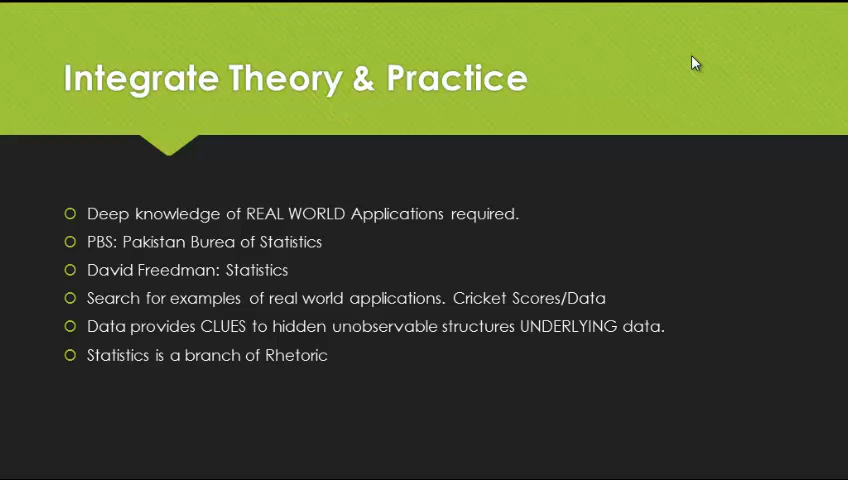 Integrate Theory & Practice
Deep knowledge of REAL WORLD Applications required.
PBS: Pakistan Burea of Statistics
David Freedman: Statistics
Search for examples of real world applications. Cricket Scores/Data
Data provides CLUES to hidden unobservable structures UNDERLYING data.
Statistics is a branch of Rhetoric